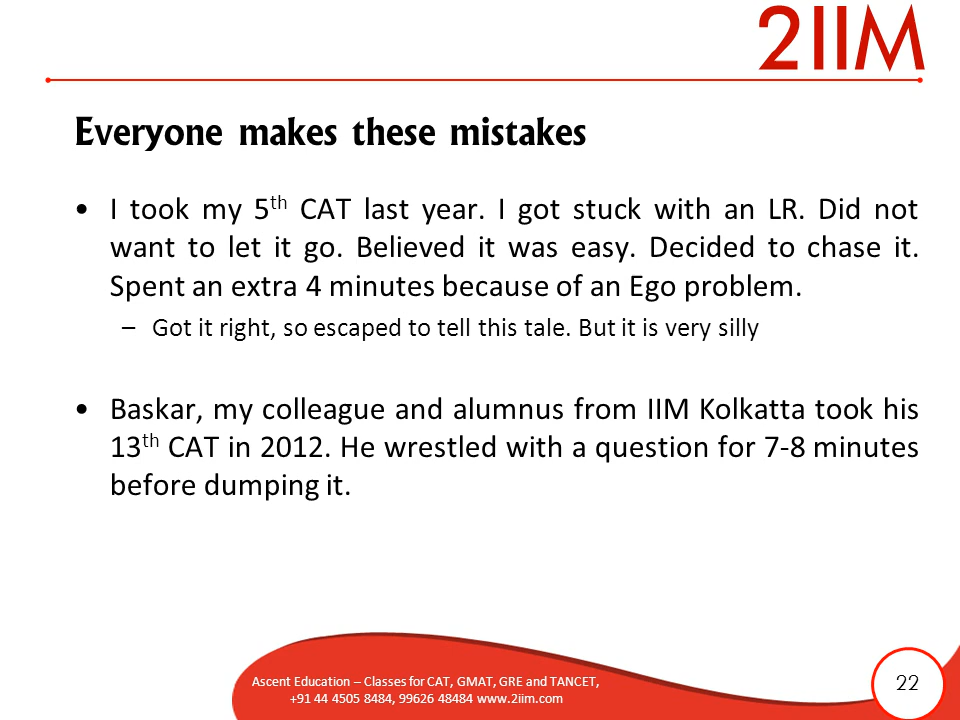 2IIM
Everyone makes these mistakes
• I took my 5th CAT last year. I got stuck with an LR. Did not
want to let it go. Believed it was easy. Decided to chase it.
Spent an extra 4 minutes because of an Ego problem.
– Got it right, so escaped to tell this tale. But it is very silly
• Baskar, my colleague and alumnus from IIM Kolkatta took his
13th CAT in 2012. He wrestled with a question for 7-8 minutes
before dumping it.
Ascent Education – Classes for CAT, GMAT, GRE and TANCET,
+91 44 4505 8484, 99626 48484 www.2iim.com
22